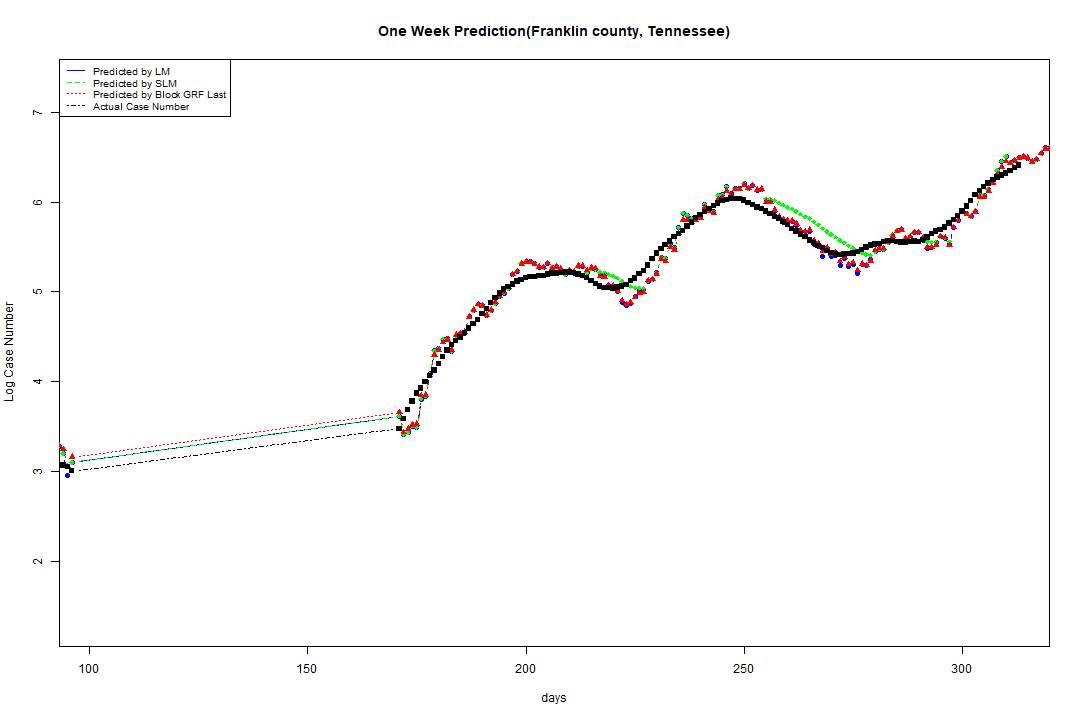 One Week Prediction(Franklin county, Tennessee)
Predicted by LM
Predicted by SLM
Predicted by Block GRF Last
Actual Case Number
7
6
5
4
3
2
Log Case Number
100 150 200 250 300
days